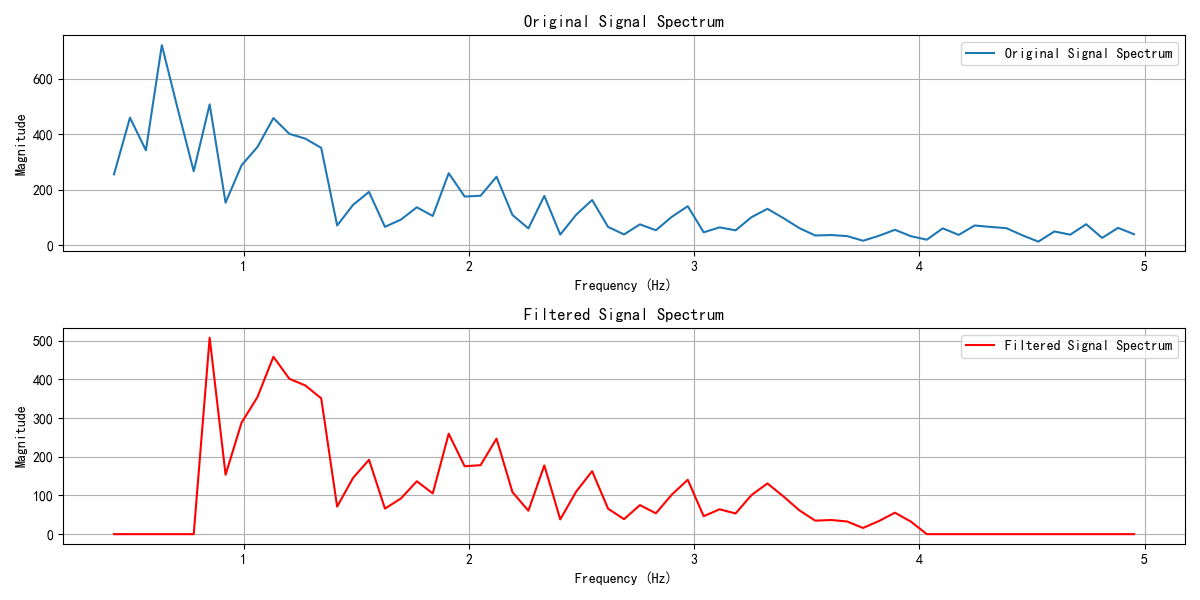 Original Signal Spectrum
Original Signal Spectrum
Magnitude
600
400
200
0
1 2 3 4 5
Frequency (Hz)
Filtered Signal Spectrum
Filtered Signal Spectrum
Magnitude
500
400
300
200
100
0
1 2 3 4 5
Frequency (Hz)